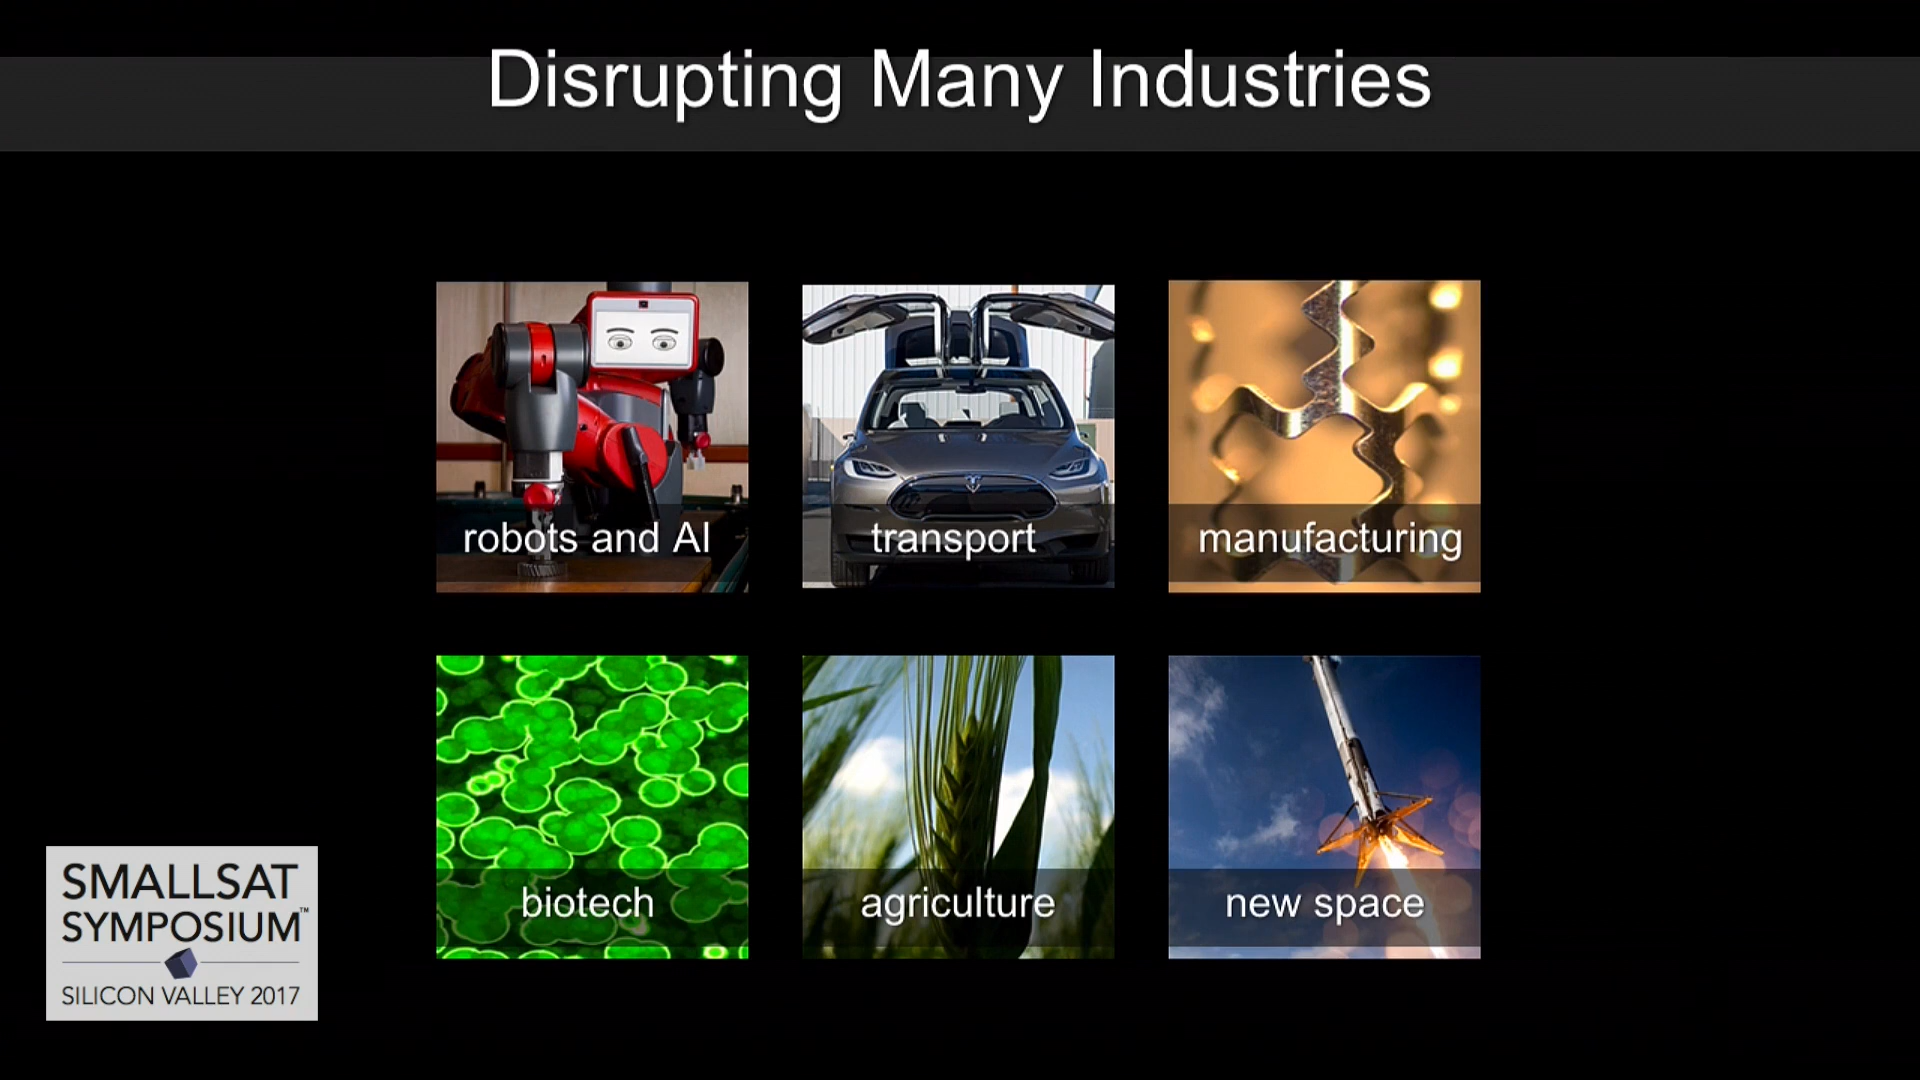 Disrupting Many Industries
robots and AI
transport
manufacturing
biotech
agriculture
new space
SMALLSAT
SYMPOSIUM™
SILICON VALLEY 2017